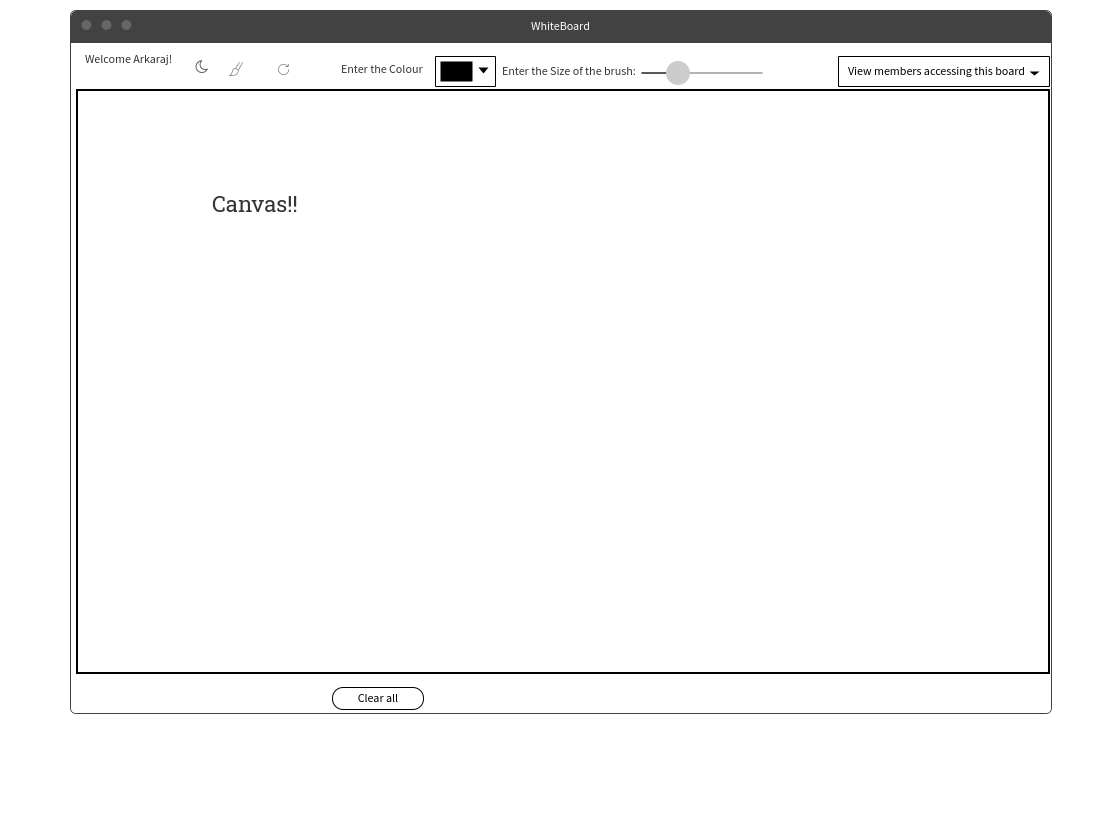 WhiteBoard
Welcome Arkaraj!
Enter the Colour
Enter the Size of the brush:
View members accessing this board
Canvas!!
Clear all